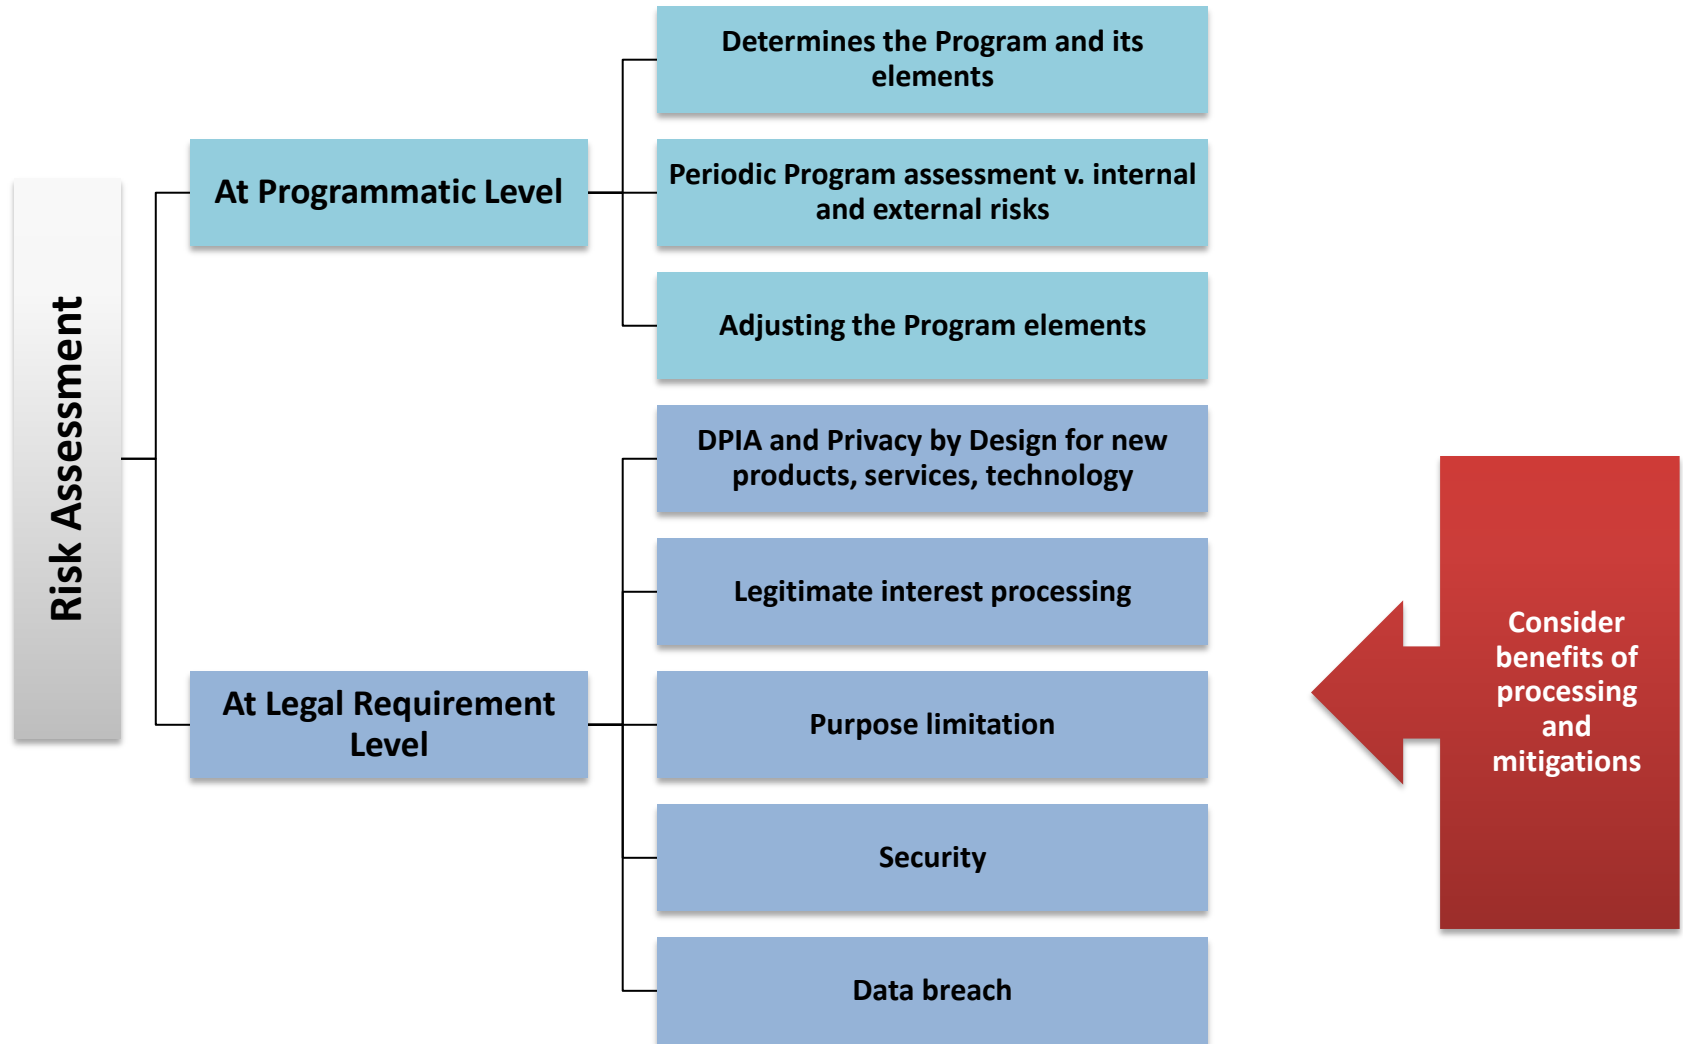 Risk Assessment
At Programmatic Level
Determines the Program and its
elements
Periodic Program assessment v. internal
and external risks
Adjusting the Program elements
At Legal Requirement
Level
DPIA and Privacy by Design for new
products, services, technology
Legitimate interest processing
Purpose limitation
Security
Data breach
Consider
benefits of
processing
and
mitigations